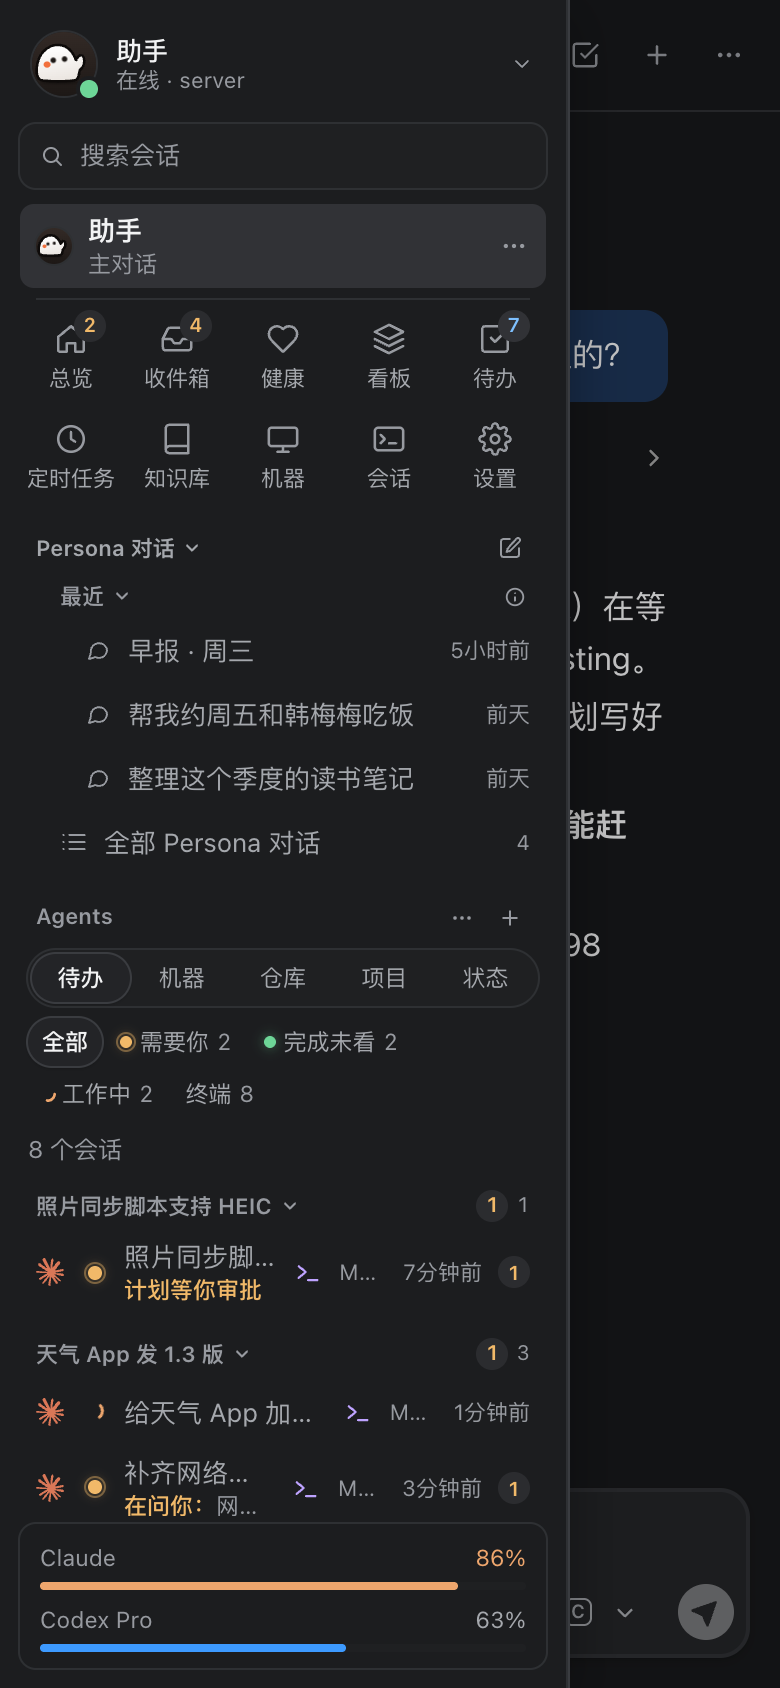 助手
在线 · server
搜索会话
助手
主对话
2
4
7
总览
收件箱
健康
看板
待办
定时任务
知识库
机器
会话
设置
Persona 对话
最近
早报 · 周三
5小时前
帮我约周五和韩梅梅吃饭
前天
整理这个季度的读书笔记
前天
全部 Persona 对话
4
Agents
待办
机器
仓库
项目
状态
全部
需要你 2
完成未看 2
工作中 2
终端 8
8 个会话
照片同步脚本支持 HEIC
1
1
照片同步脚...
M...
7分钟前
1
计划等你审批
天气 App 发 1.3 版
1
3
给天气 App 加...
M...
1分钟前
补齐网络...
M...
3分钟前
1
在问你：网...
Claude
86%
Codex Pro
63%
的?
）在等
sting。
划写好
能赶
98
C